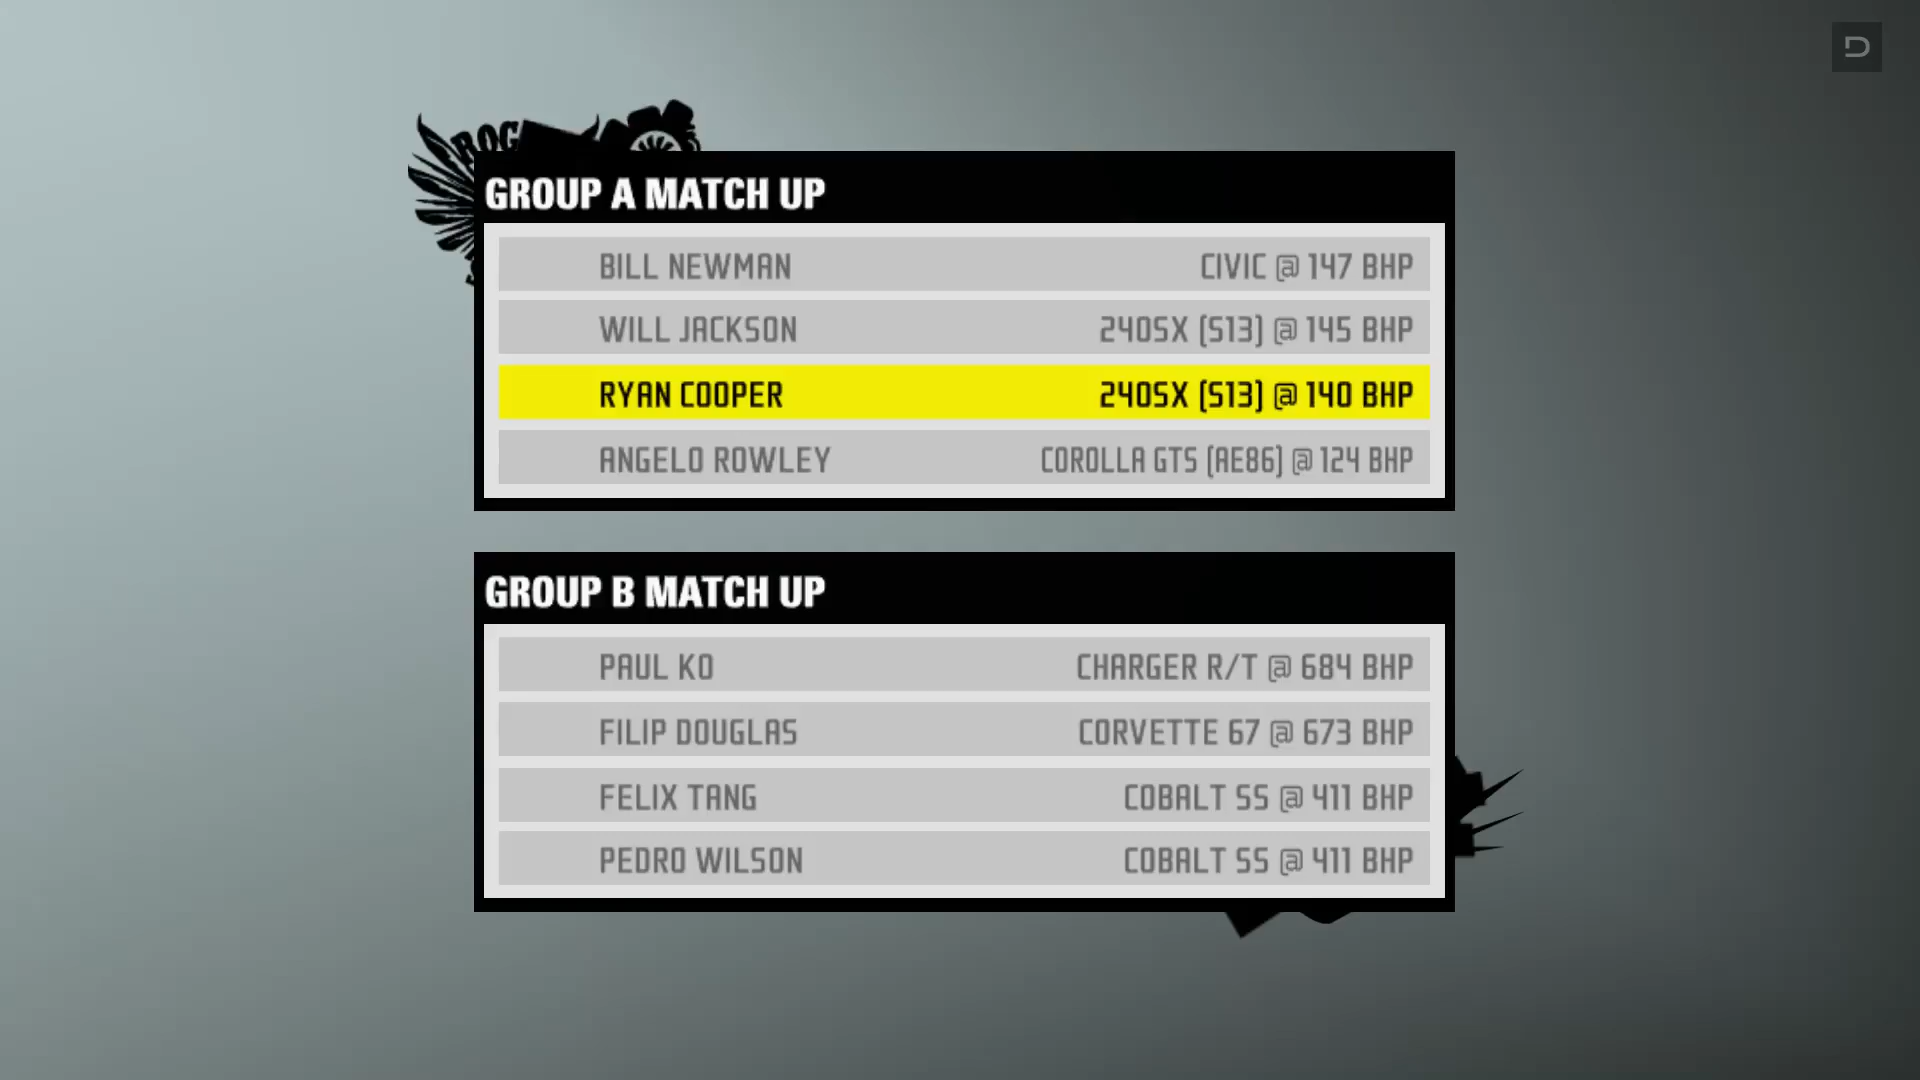 ROG
GROUP A MATCH UP
BILL NEWMAN CIVIC @ 147 BHP
WILL JACKSON 240SX (S13) @ 145 BHP
RYAN COOPER 240SX (S13) @ 140 BHP
ANGELO ROWLEY COROLLA GTS (AE86) @ 124 BHP
GROUP B MATCH UP
PAUL KO CHARGER R/T @ 684 BHP
FILIP DOUGLAS CORVETTE 67 @ 673 BHP
FELIX TANG COBALT SS @ 411 BHP
PEDRO WILSON COBALT SS @ 411 BHP